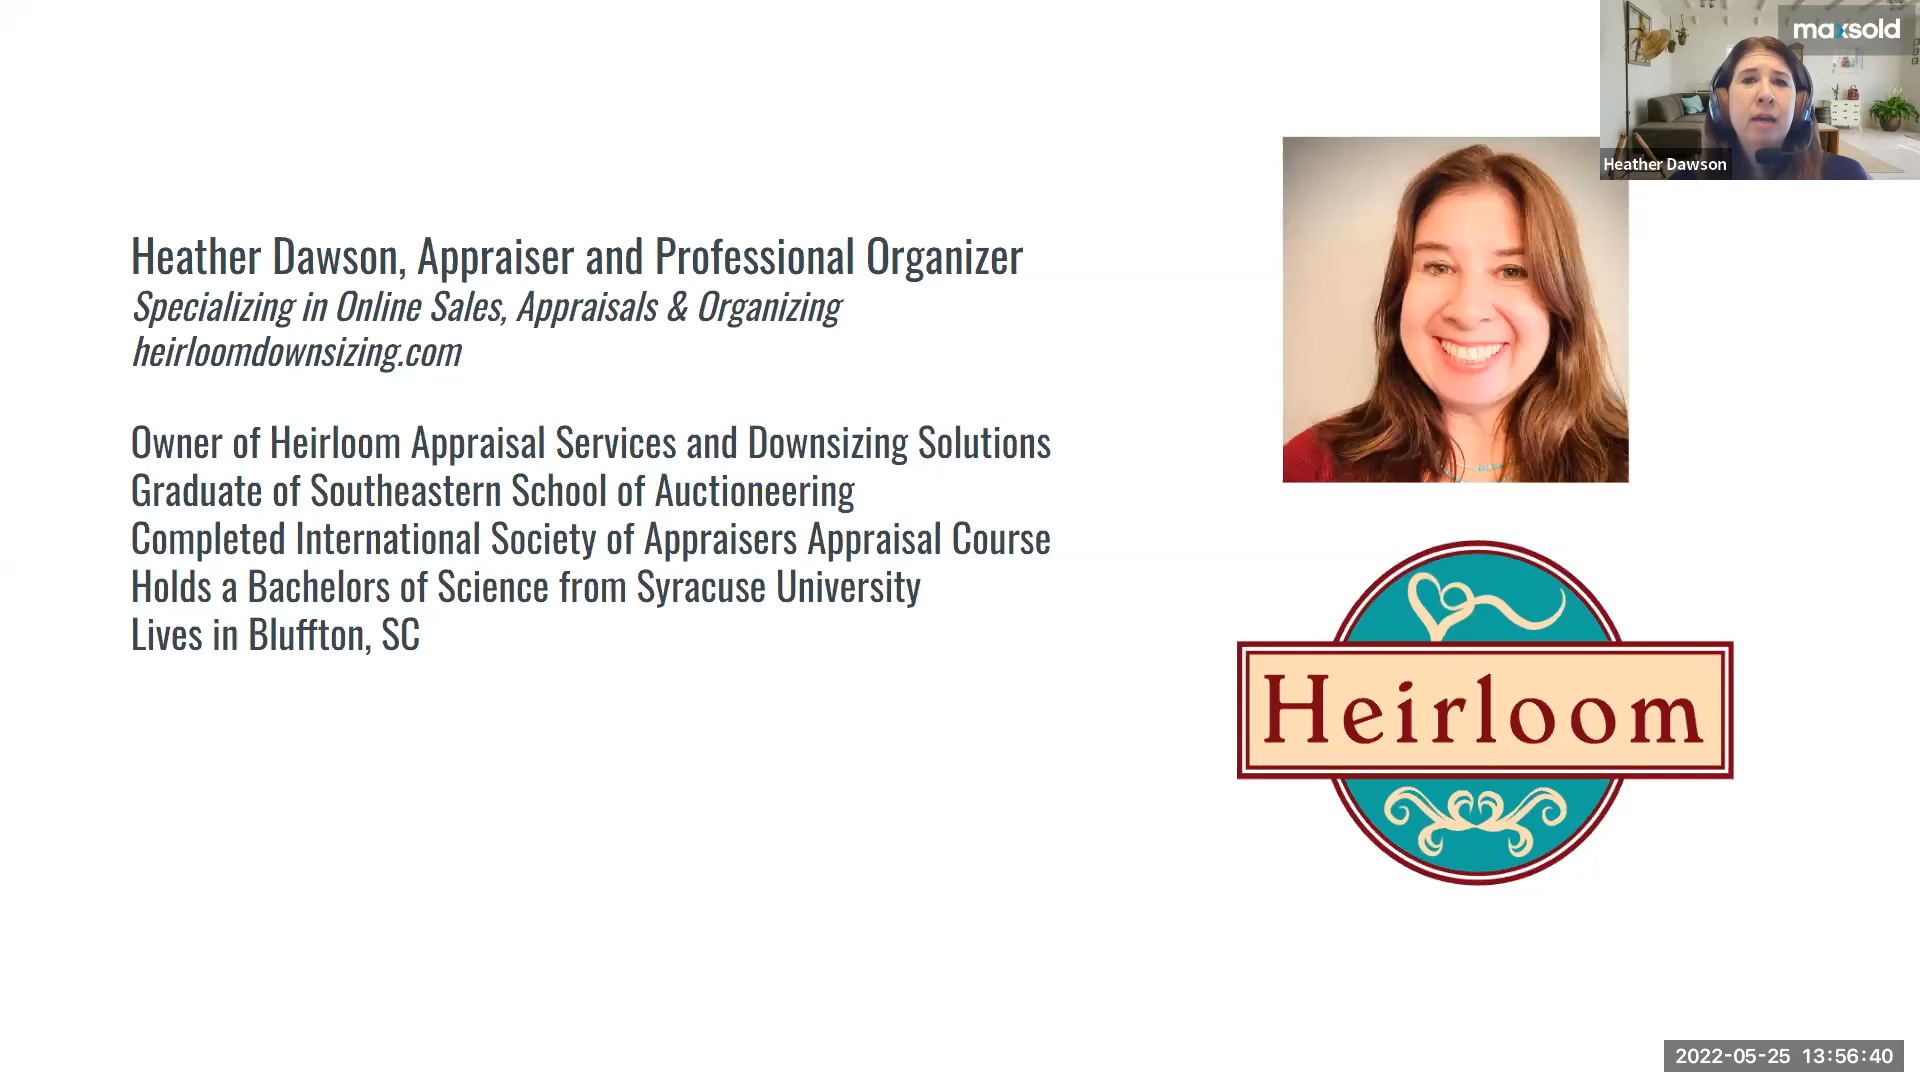 maxsold
Heather Dawson
Heather Dawson, Appraiser and Professional Organizer
Specializing in Online Sales, Appraisals & Organizing
heirloomdownsizing.com
Owner of Heirloom Appraisal Services and Downsizing Solutions
Graduate of Southeastern School of Auctioneering
Completed International Society of Appraisers Appraisal Course
Holds a Bachelors of Science from Syracuse University
Lives in Bluffton, SC
Heirloom
2022-05-25 13:56:40